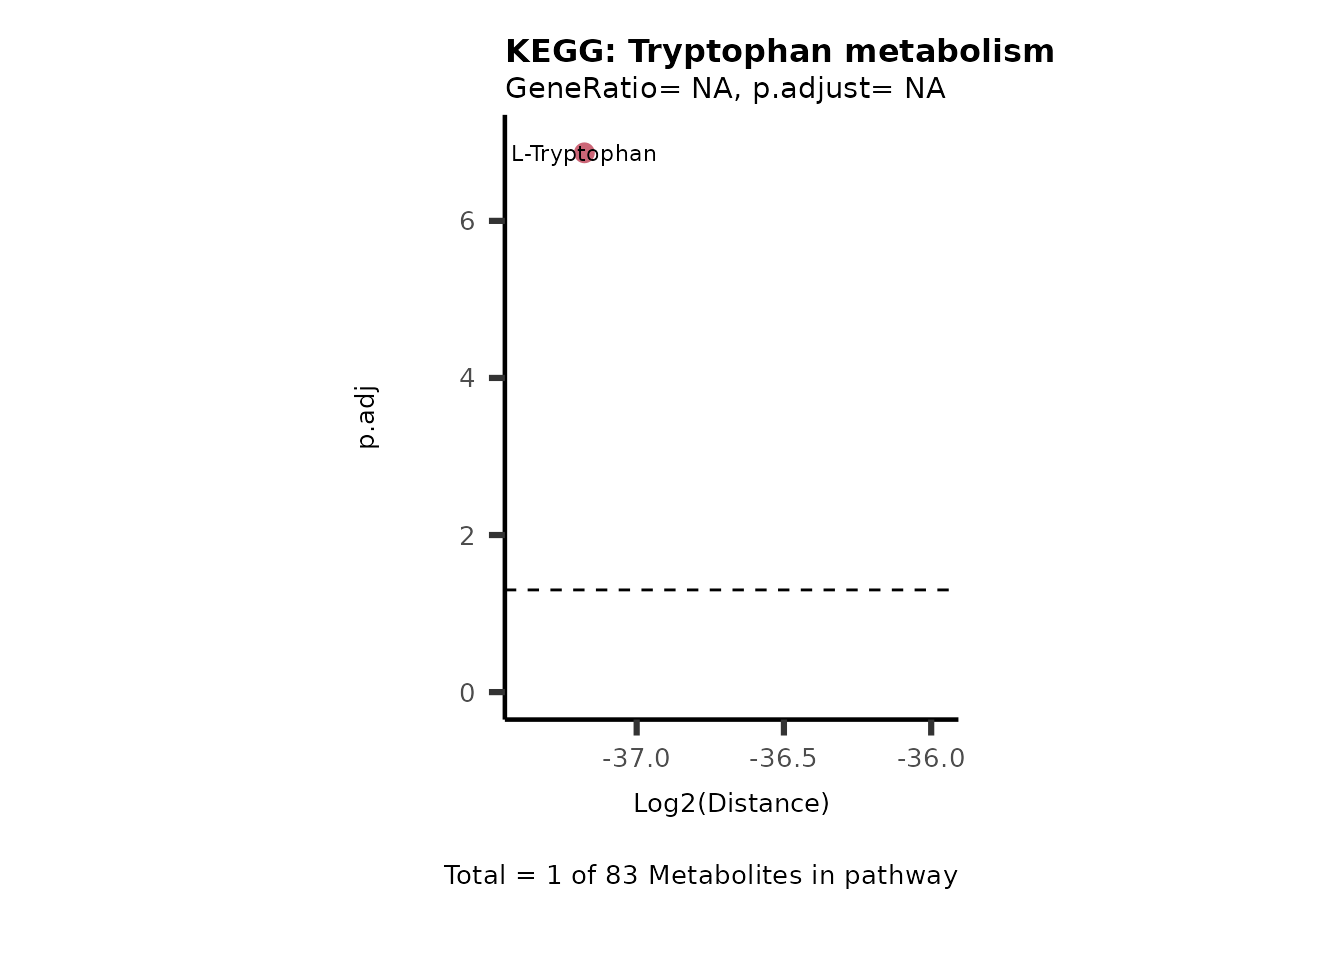 KEGG: Tryptophan metabolism
GeneRatio= NA, p.adjust= NA
L-Tryptophan
6
4
2
0
p.adj
-37.0
-36.5
-36.0
Log2(Distance)
Total = 1 of 83 Metabolites in pathway